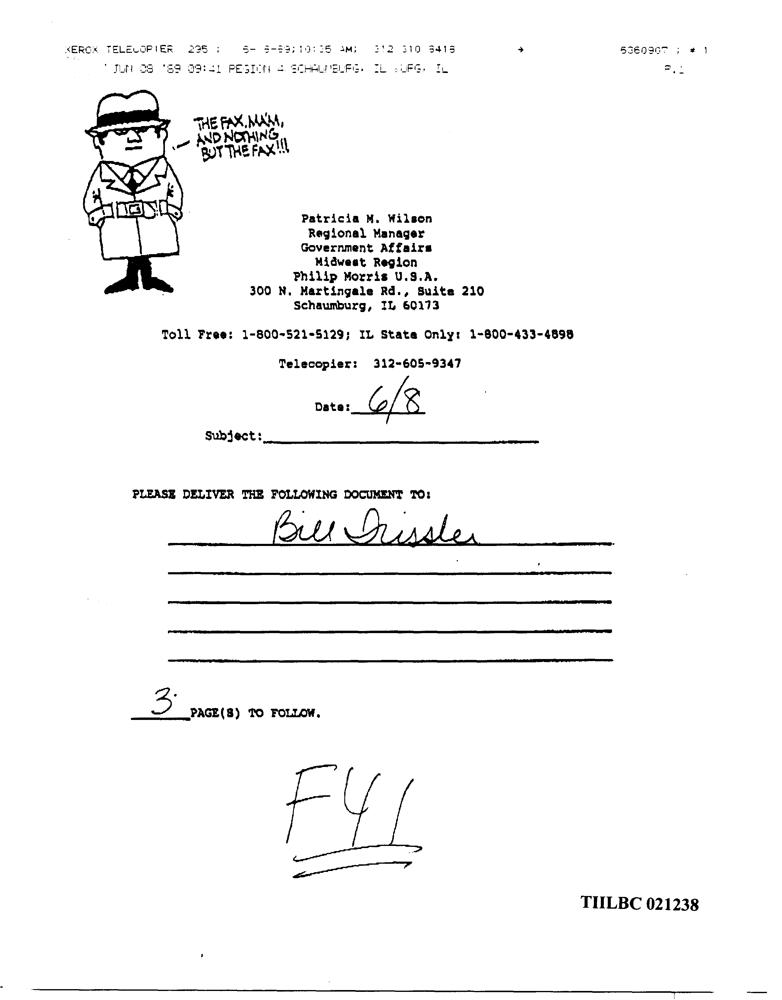 XEROX TELECOPIER 295 ; 6- 8-89;10:35 AM; 312 310 8418 → 5360907 ; # 1
JUN 08 '89 09:41 REGION 4 SCHAUMBURG, IL BURG, IL P.1
THE FAX, MA'M,
AND NOTHING
BUT THE FAX!!!
Patricia M. Wilson
Regional Manager
Government Affairs
Midwest Region
Philip Morris U.S.A.
300 N. Martingale Rd., Suite 210
Schaumburg, IL 60173
Toll Free: 1-800-521-5129; IL State Only: 1-800-433-4898
Telecopier: 312-605-9347
Date: 6/8
Subject:
PLEASE DELIVER THE FOLLOWING DOCUMENT TO:
Bill Trissler
3 PAGE(S) TO FOLLOW.
FYI
TIILBC 021238